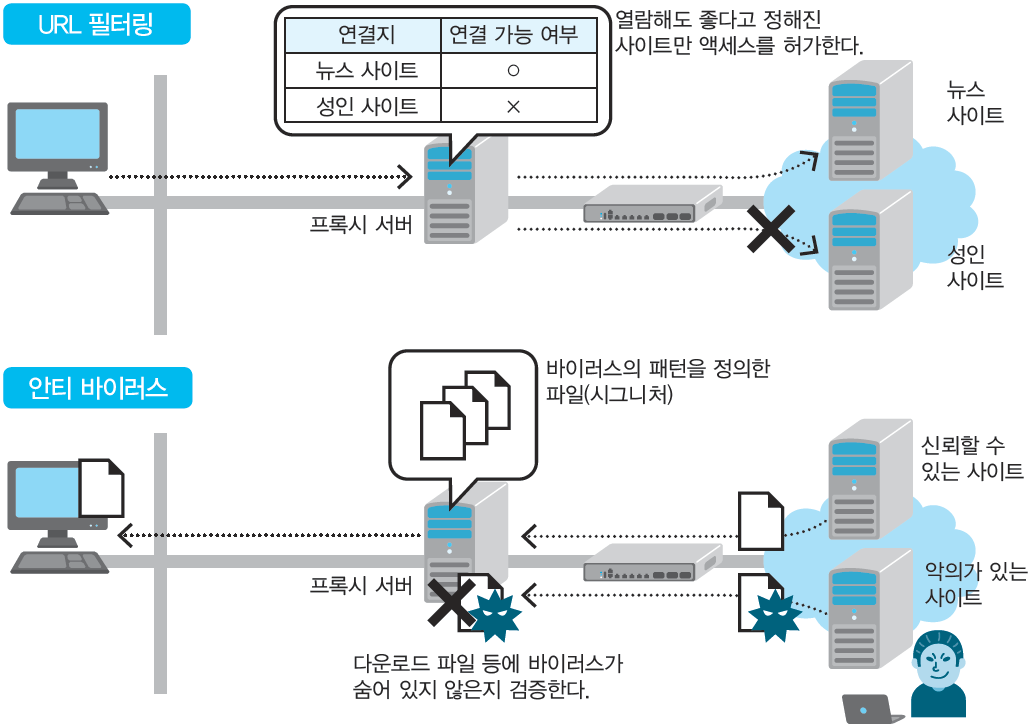 URL 필터링
연결지 연결 가능 여부
뉴스 사이트 ○
성인 사이트 ×
열람해도 좋다고 정해진
사이트만 액세스를 허가한다.
뉴스
사이트
프록시 서버
성인
사이트
안티 바이러스
바이러스의 패턴을 정의한
파일(시그니처)
신뢰할 수
있는 사이트
프록시 서버
악의가 있는
사이트
다운로드 파일 등에 바이러스가
숨어 있지 않은지 검증한다.